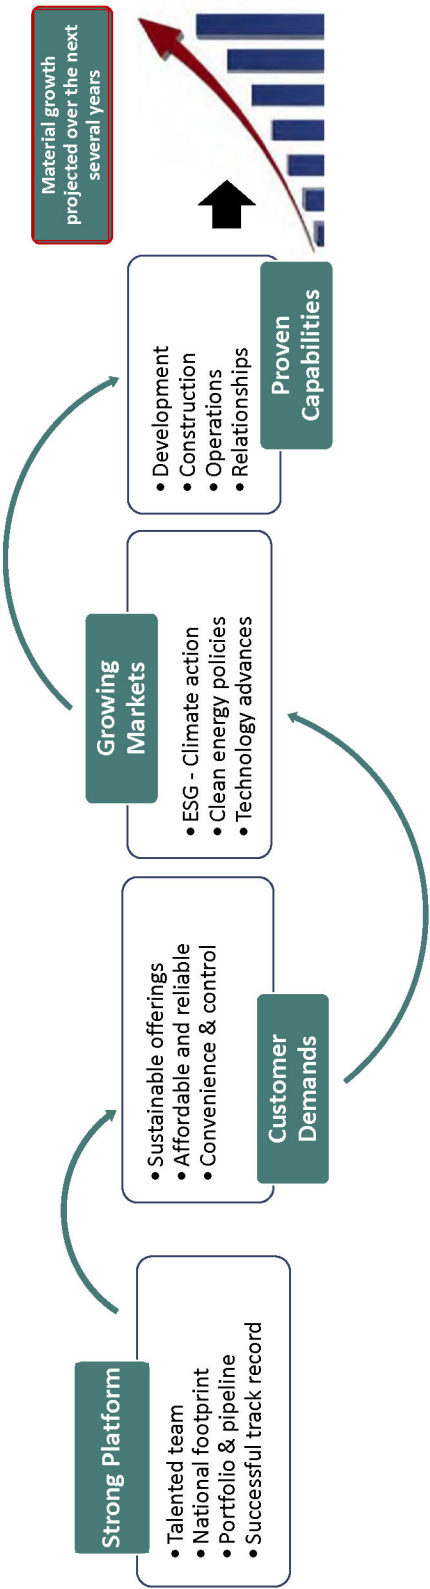 Strong Platform
• Talented team
• National footprint
• Portfolio & pipeline
• Successful track record
• Sustainable offerings
• Affordable and reliable
• Convenience & control
Customer
Demands
Growing
Markets
• ESG - Climate action
• Clean energy policies
• Technology advances
• Development
• Construction
• Operations
• Relationships
Proven
Capabilities
Material growth
projected over the next
several years